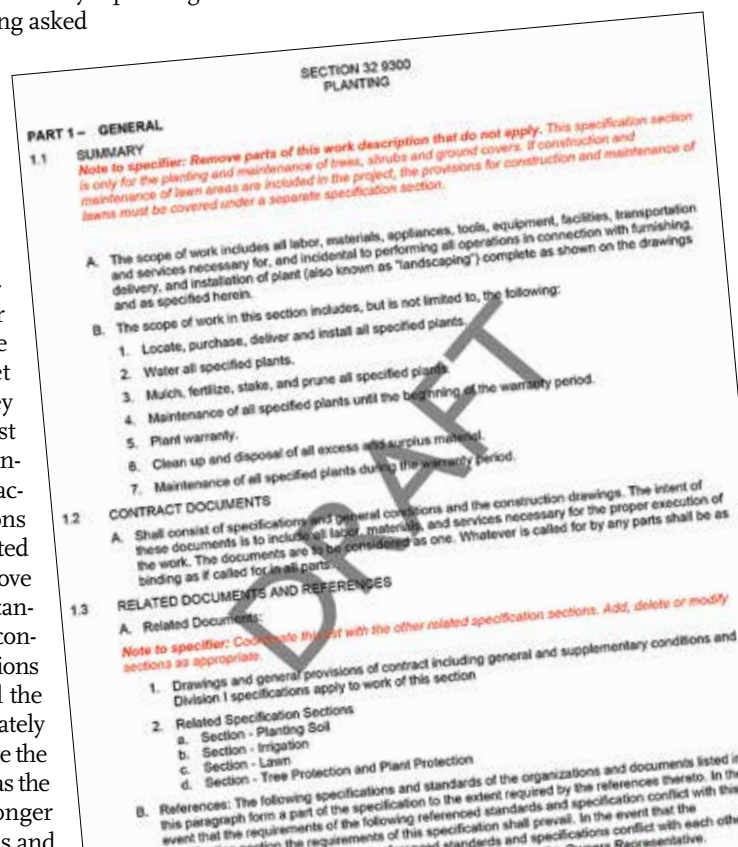 ng asked
r
e
et
ey
st
n-
ac-
ons
ted
ove
tan-
con-
ions
l the
ately
e the
as the
onger
s and
SECTION 32 9300
PLANTING
PART 1 – GENERAL
1.1 SUMMARY
Note to specifier: Remove parts of this work description that do not apply. This specification section
is only for the planting and maintenance of trees, shrubs and ground covers. If construction and
maintenance of lawn areas are included in the project, the provisions for construction and maintenance of
lawns must be covered under a separate specification section.
A. The scope of work includes all labor, materials, appliances, tools, equipment, facilities, transportation
and services necessary for, and incidental to performing all operations in connection with furnishing,
delivery, and installation of plant (also known as "landscaping") complete as shown on the drawings
and as specified herein.
B. The scope of work in this section includes, but is not limited to, the following:
1. Locate, purchase, deliver and install all specified plants.
2. Water all specified plants.
3. Mulch, fertilize, stake, and prune all specified plants.
4. Maintenance of all specified plants until the beginning of the warranty period.
5. Plant warranty.
6. Clean up and disposal of all excess and surplus material.
7. Maintenance of all specified plants during the warranty period.
1.2 CONTRACT DOCUMENTS
A. Shall consist of specifications and general conditions and the construction drawings. The intent of
these documents is to include all labor, materials, and services necessary for the proper execution of
the work. The documents are to be considered as one. Whatever is called for by any parts shall be as
binding as if called for in all parts.
1.3 RELATED DOCUMENTS AND REFERENCES
A. Related Documents:
Note to specifier: Coordinate this list with the other related specification sections. Add, delete or modify
sections as appropriate.
1. Drawings and general provisions of contract including general and supplementary conditions and
Division I specifications apply to work of this section
2. Related Specification Sections
a. Section - Planting Soil
b. Section - Irrigation
c. Section - Lawn
d. Section - Tree Protection and Plant Protection
B. References: The following specifications and standards of the organizations and documents listed in
this paragraph form a part of the specification to the extent required by the references thereto. In the
event that the requirements of the following referenced standards and specification conflict with this
section the requirements of this specification shall prevail. In the event that the
standards and specifications conflict with each othe
Owners Representative.
DRAFT